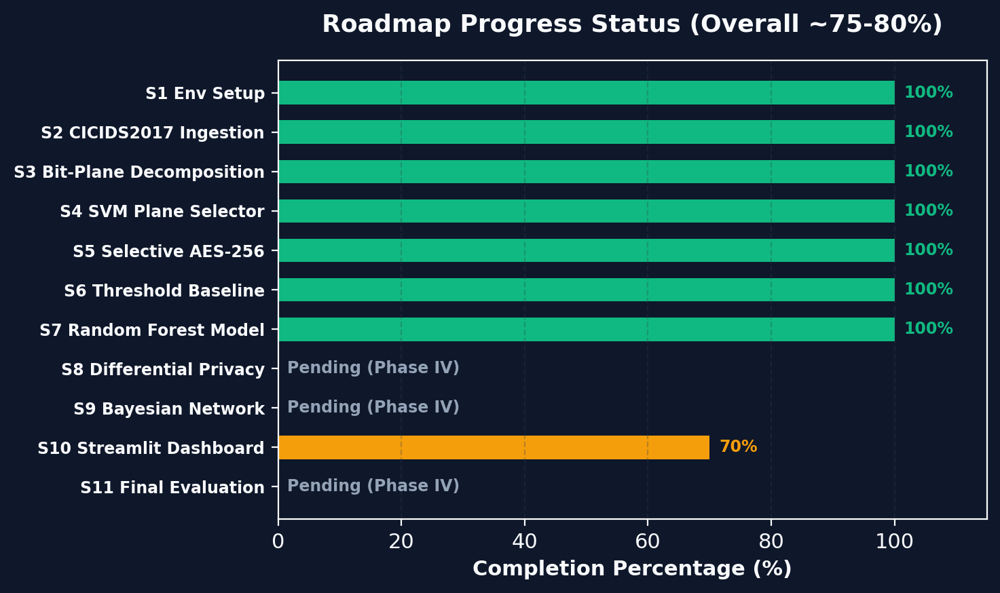 Roadmap Progress Status (Overall ~75-80%)
S1 Env Setup 100%
S2 CICIDS2017 Ingestion 100%
S3 Bit-Plane Decomposition 100%
S4 SVM Plane Selector 100%
S5 Selective AES-256 100%
S6 Threshold Baseline 100%
S7 Random Forest Model 100%
S8 Differential Privacy Pending (Phase IV)
S9 Bayesian Network Pending (Phase IV)
S10 Streamlit Dashboard 70%
S11 Final Evaluation Pending (Phase IV)
0 20 40 60 80 100
Completion Percentage (%)